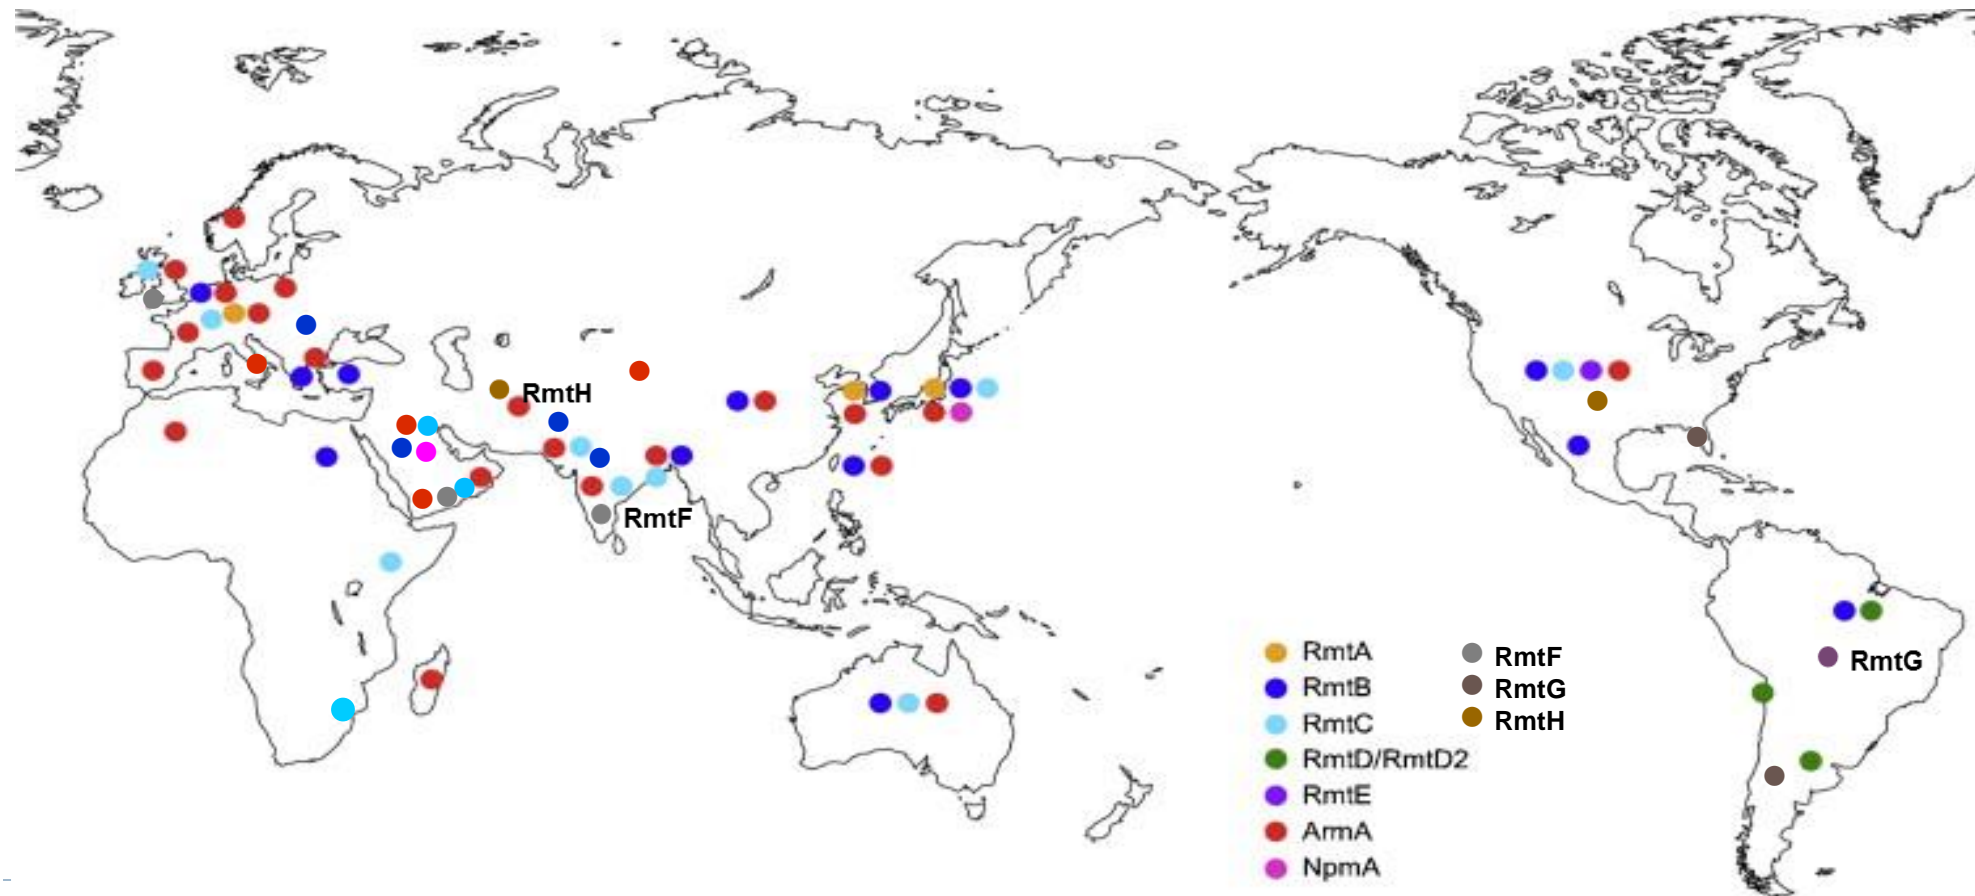 RmtH
RmtF
RmtG
RmtA
RmtB
RmtC
RmtD/RmtD2
RmtE
ArmA
NpmA
RmtF
RmtG
RmtH